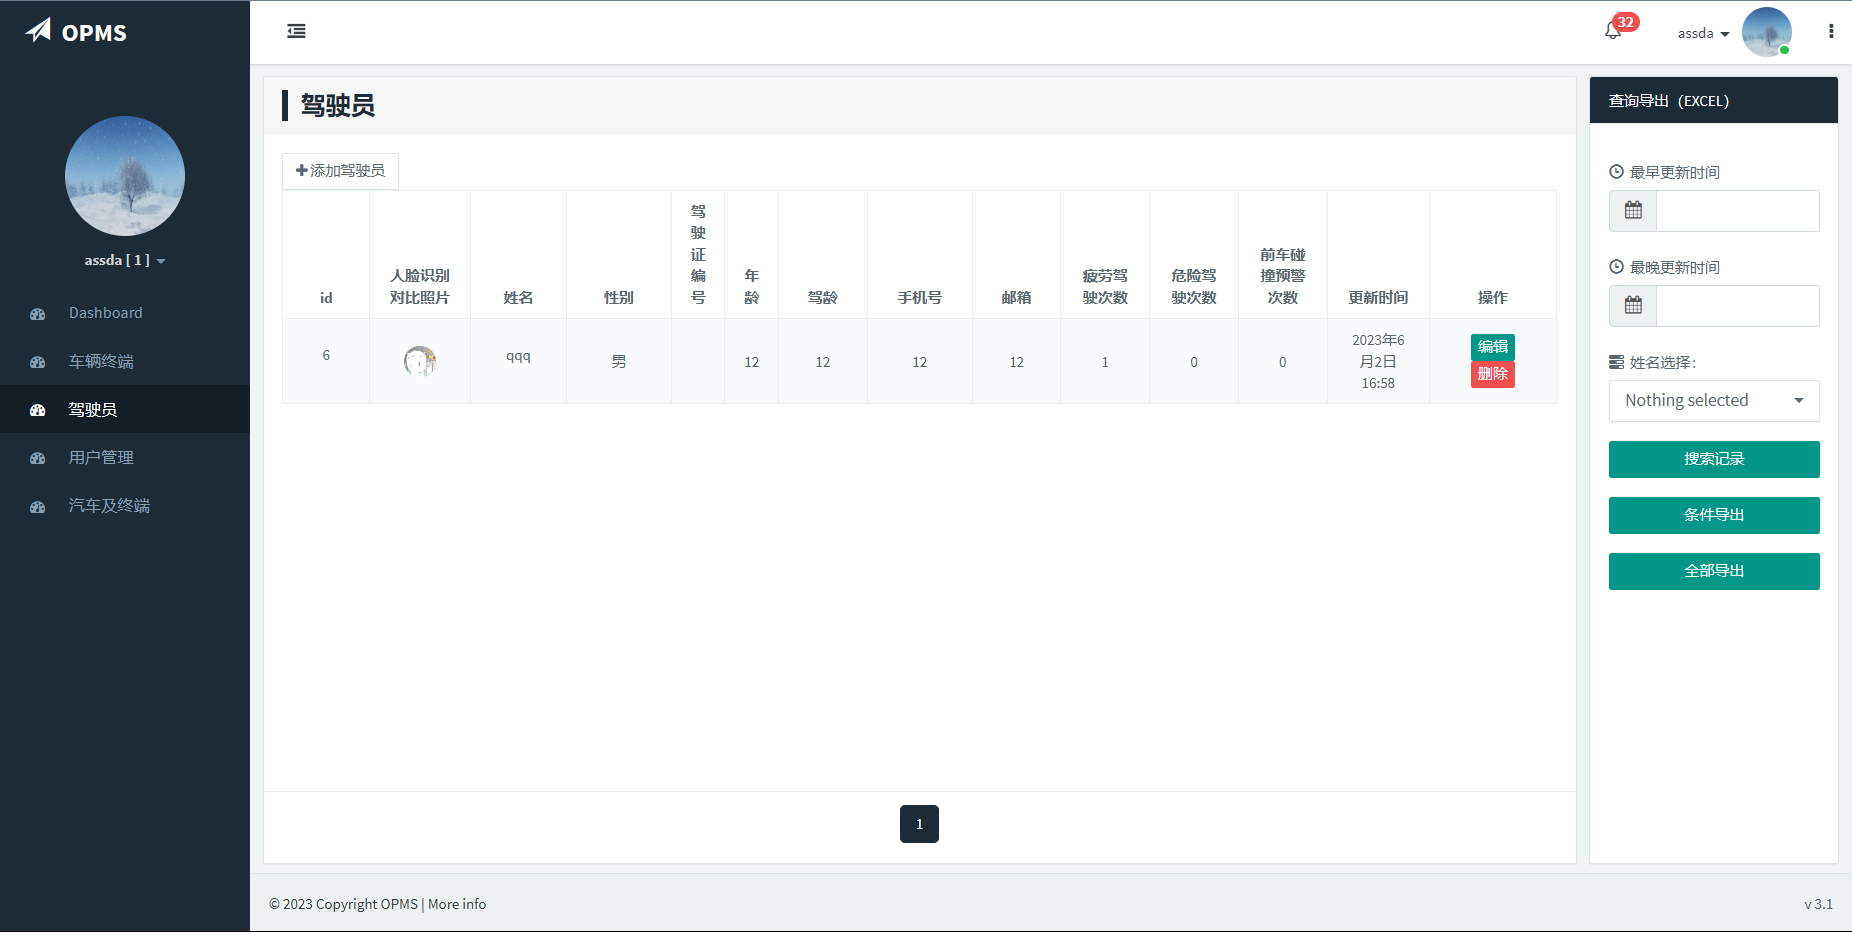 OPMS
32
assda
assda [ 1 ]
Dashboard
车辆终端
驾驶员
用户管理
汽车及终端
驾驶员
添加驾驶员
id
人脸识别
对比照片
姓名
性别
驾
驶
证
编
号
年
龄
驾龄
手机号
邮箱
疲劳驾
驶次数
危险驾
驶次数
前车碰
撞预警
次数
更新时间
操作
6
qqq
男
12
12
12
12
1
0
0
2023年6
月2日
16:58
编辑
删除
1
查询导出（EXCEL）
最早更新时间
最晚更新时间
姓名选择：
Nothing selected
搜索记录
条件导出
全部导出
© 2023 Copyright OPMS | More info
v 3.1